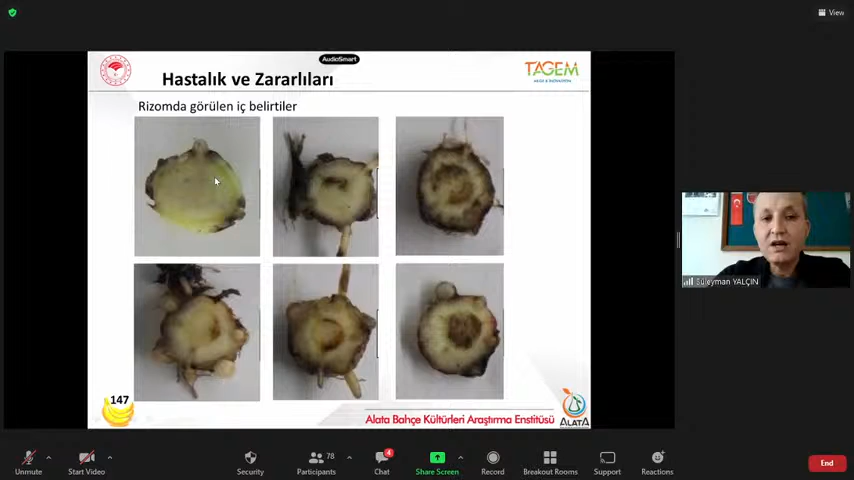 View
AudioSmart
Hastalık ve Zararlıları
TAGEM
Rizomda görülen iç belirtiler
Süleyman YALÇIN
147
Alata Bahçe Kültürleri Araştırma Enstitüsü
ALATA
78
4
Unmute
Start Video
Security
Participants
Chat
Share Screen
Record
Breakout Rooms
Support
Reactions
End